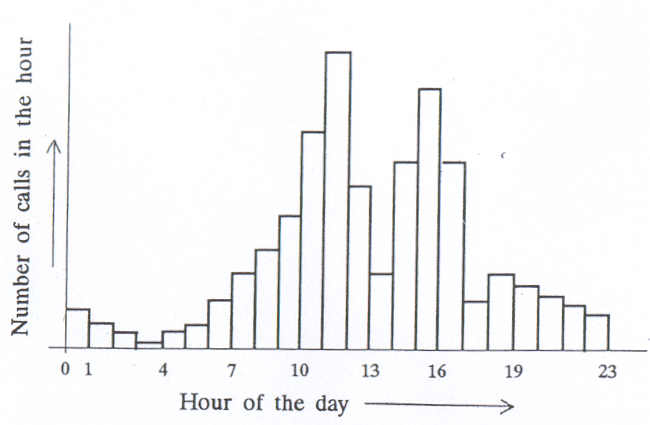 Number of calls in the hour
0 1 4 7 10 13 16 19 23
Hour of the day